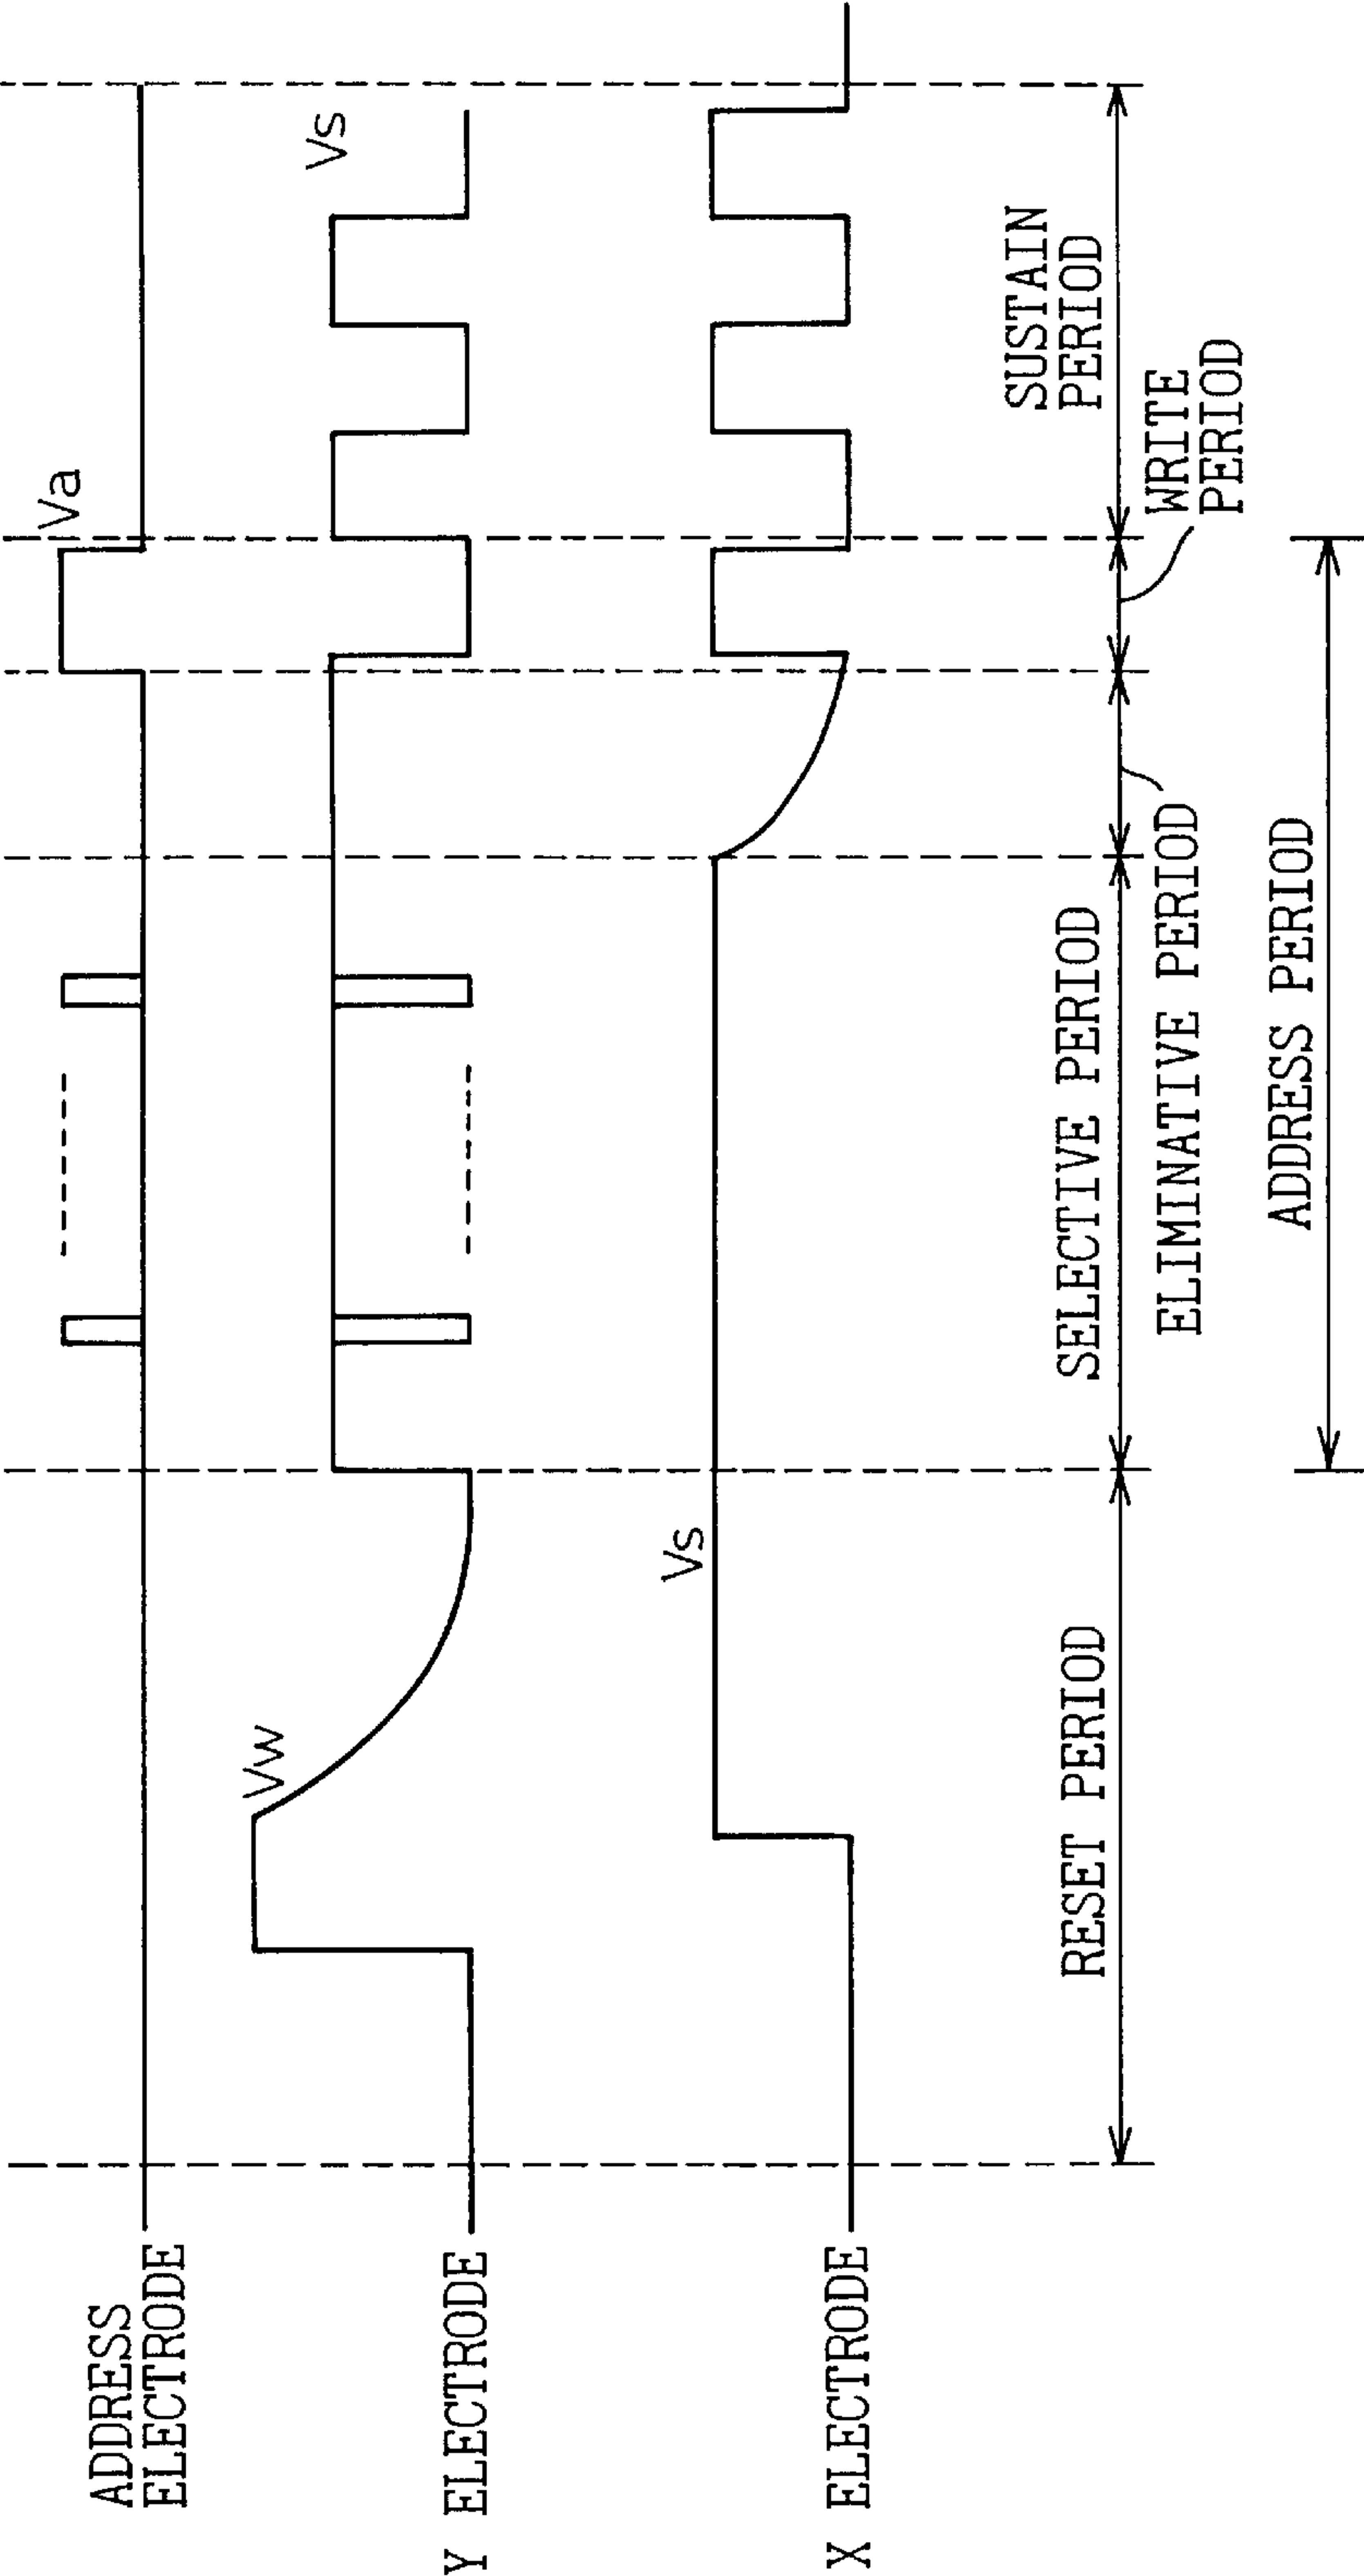 ADDRESS
ELECTRODE
Va
Y ELECTRODE
Vw
Vs
X ELECTRODE
Vs
RESET PERIOD
SELECTIVE PERIOD
SUSTAIN
PERIOD
ELIMINATIVE PERIOD
WRITE
PERIOD
ADDRESS PERIOD